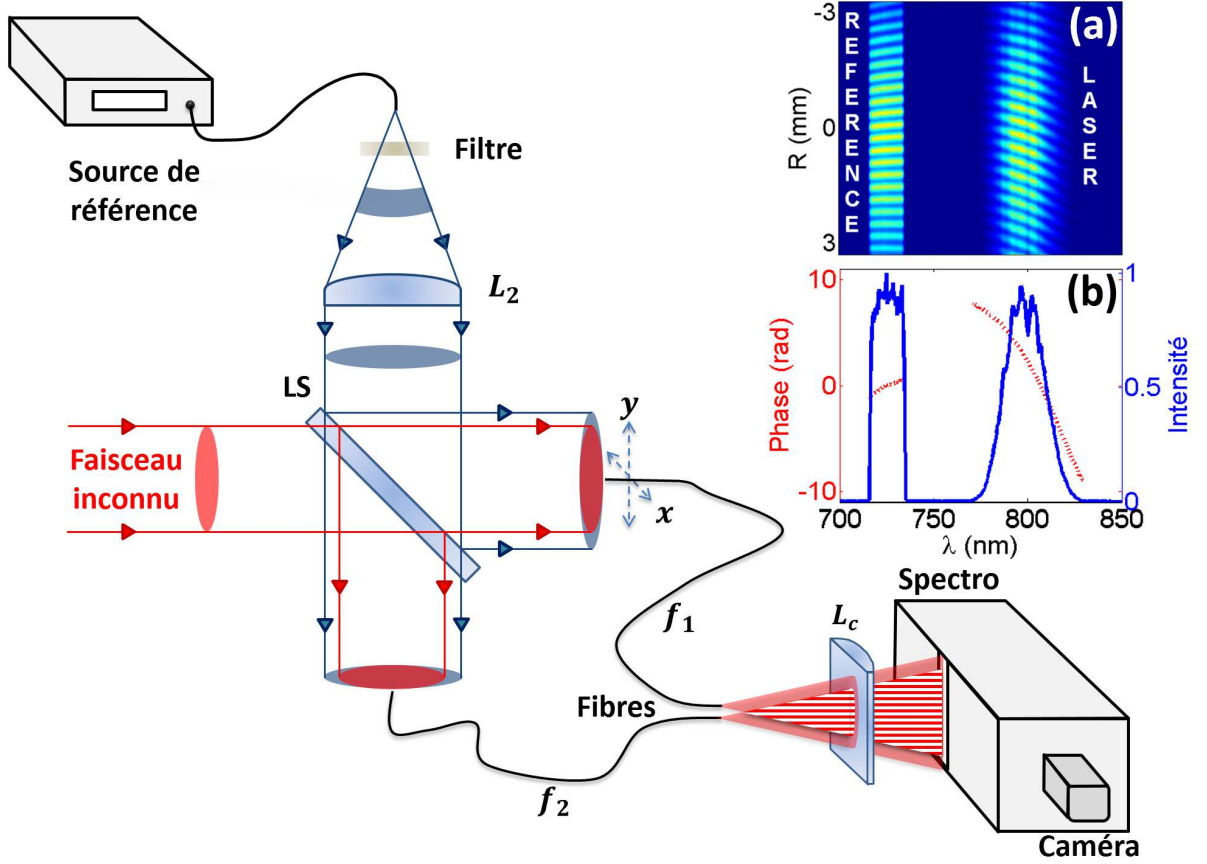 Source de
référence
Filtre
L₂
LS
Faisceau
inconnu
y
x
f₁
f₂
Fibres
L꜀
Spectro
Caméra
(a)
REFERENCE
LASER
R (mm)
-3
0
3
(b)
Phase (rad)
10
0
-10
Intensité
1
0.5
0
700
750
800
850
λ (nm)